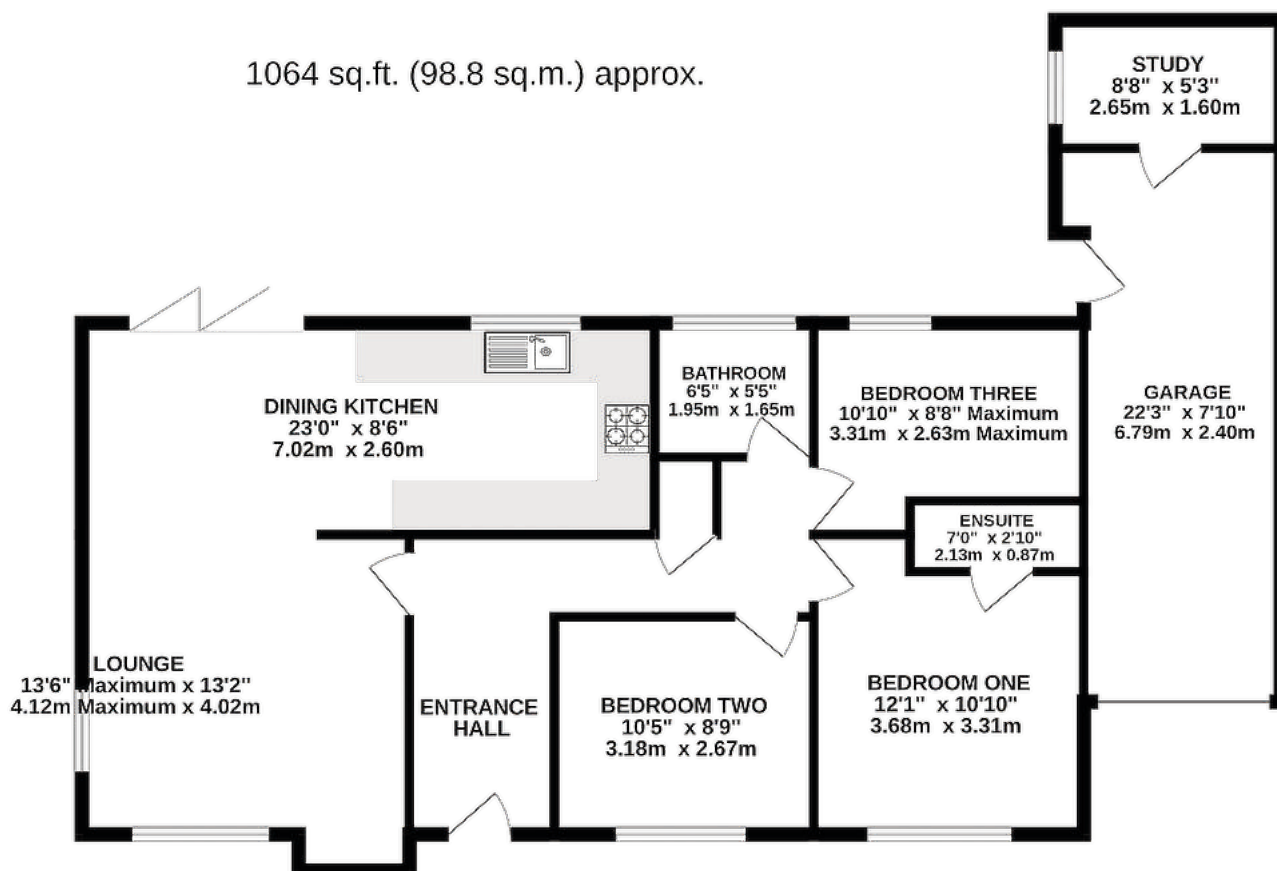 1064 sq.ft. (98.8 sq.m.) approx.
STUDY
8'8" x 5'3"
2.65m x 1.60m
DINING KITCHEN
23'0" x 8'6"
7.02m x 2.60m
BATHROOM
6'5" x 5'5"
1.95m x 1.65m
BEDROOM THREE
10'10" x 8'8" Maximum
3.31m x 2.63m Maximum
GARAGE
22'3" x 7'10"
6.79m x 2.40m
ENSUITE
7'0" x 2'10"
2.13m x 0.87m
LOUNGE
13'6" Maximum x 13'2"
4.12m Maximum x 4.02m
ENTRANCE
HALL
BEDROOM TWO
10'5" x 8'9"
3.18m x 2.67m
BEDROOM ONE
12'1" x 10'10"
3.68m x 3.31m